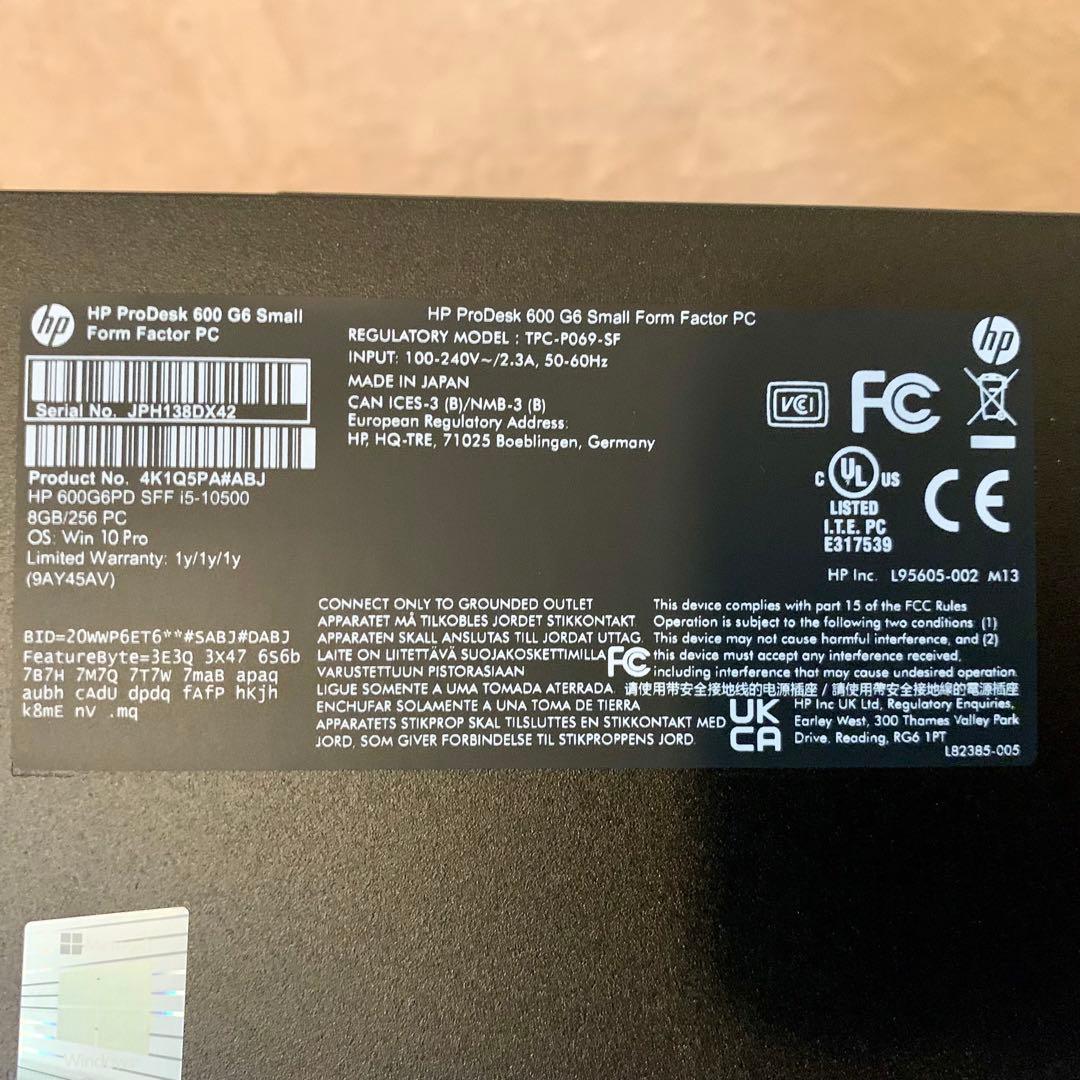 hp
HP ProDesk 600 G6 Small
Form Factor PC
Serial No. JPH138DX42
Product No. 4K1Q5PA#ABJ
HP 600G6PD SFF i5-10500
8GB/256 PC
OS: Win 10 Pro
Limited Warranty: 1y/1y/1y
(9AY45AV)
BID=20WWP6ET6**#SABJ#DABJ
FeatureByte=3E3Q 3X47 6S6b
7B7H 7M7Q 7T7W 7maB apaq
aubh cAdU dpdq fAfP hKjh
k8mE nV .mq
HP ProDesk 600 G6 Small Form Factor PC
REGULATORY MODEL : TPC-P069-SF
INPUT: 100-240V~/2.3A, 50-60Hz
MADE IN JAPAN
CAN ICES-3 (B)/NMB-3 (B)
European Regulatory Address:
HP, HQ-TRE, 71025 Boeblingen, Germany
hp
VCI
FC
C UL US
LISTED
I.T.E. PC
E317539
CE
HP Inc. L95605-002 M13
CONNECT ONLY TO GROUNDED OUTLET
APPARATET MÅ TILKOBLES JORDET STIKKONTAKT
APPARATEN SKALL ANSLUTAS TILL JORDAT UTTAG.
LAITE ON LIITETTÄVÄ SUOJAKOSKETTIMILLA
VARUSTETTUUN PISTORASIAAN
LIGUE SOMENTE A UMA TOMADA ATERRADA. 请使用带安全接地线的电源插座 / 請使用帶安全接地線的電源插座
ENCHUFAR SOLAMENTE A UNA TOMA DE TIERRA
APPARATETS STIKPROP SKAL TILSLUTTES EN STIKKONTAKT MED
JORD, SOM GIVER FORBINDELSE TIL STIKPROPPENS JORD.
FC
This device complies with part 15 of the FCC Rules
Operation is subject to the following two conditions: (1)
This device may not cause harmful interference, and (2)
this device must accept any interference received,
including interference that may cause undesired operation.
UK
CA
HP Inc UK Ltd, Regulatory Enquiries,
Earley West, 300 Thames Valley Park
Drive. Reading, RG6 1PT
L82385-005
Windows